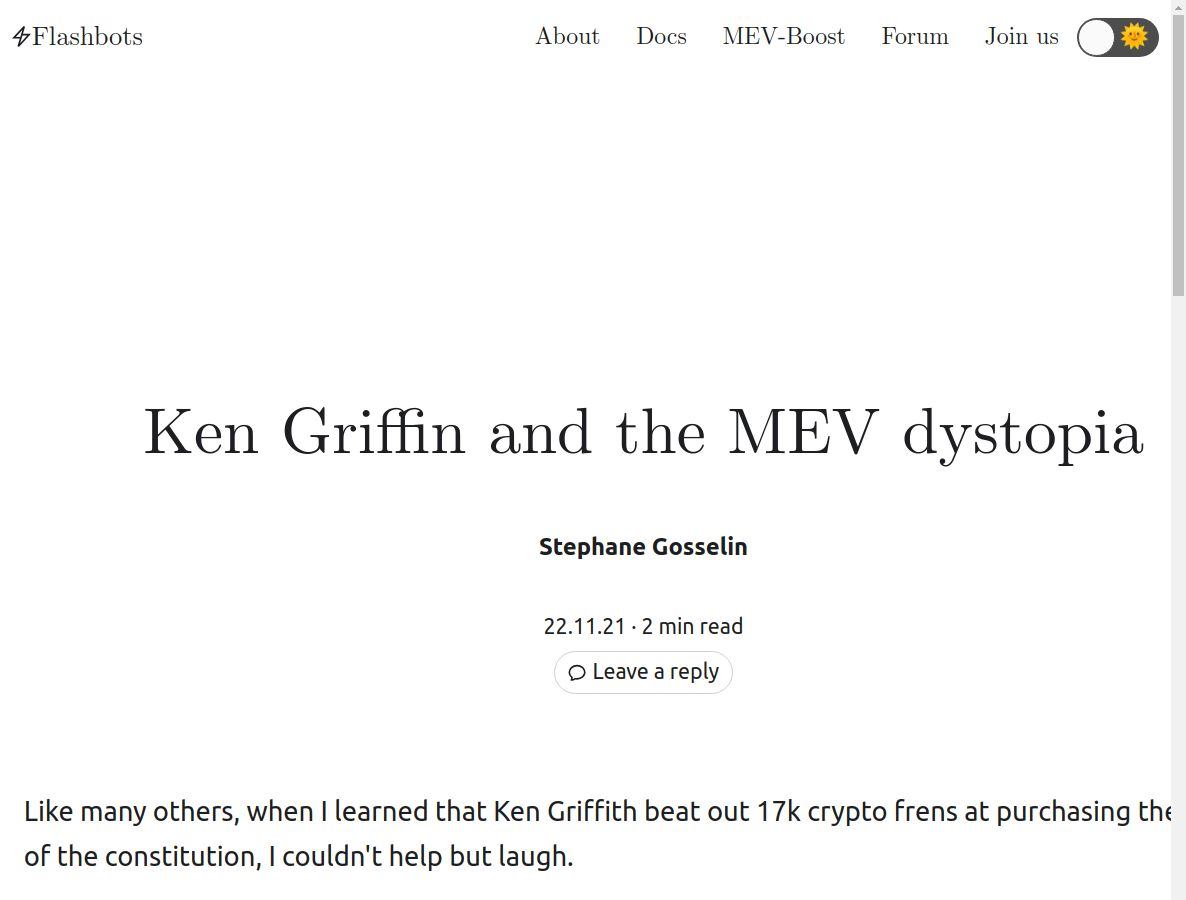 Flashbots
About Docs MEV-Boost Forum Join us
Ken Griffin and the MEV dystopia
Stephane Gosselin
22.11.21 · 2 min read
Leave a reply
Like many others, when I learned that Ken Griffith beat out 17k crypto frens at purchasing the
of the constitution, I couldn't help but laugh.